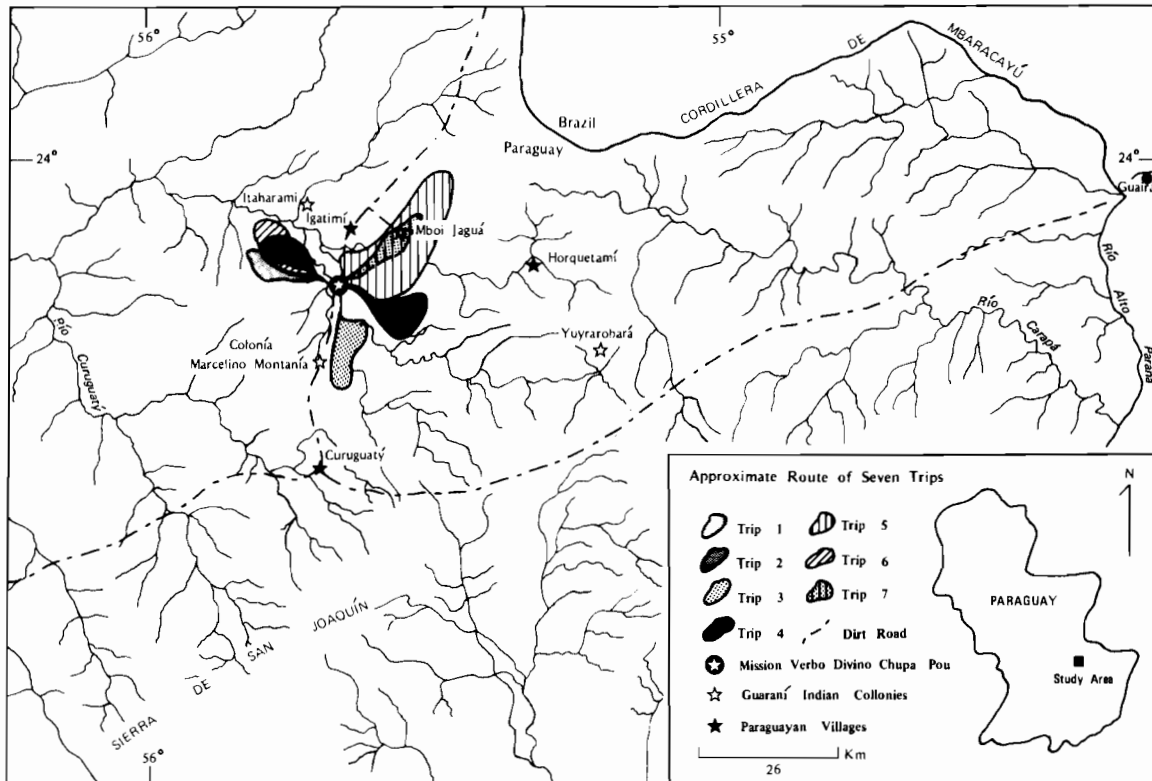 56°
55°
DE
MBARACAYÚ
CORDILLERA
Brazil
Paraguay
24°
24°
Guaira
Itaharami
Igatimí
Mboi Jaguá
Horquetamí
Río
Alto
Paraná
Río
Carapá
Yuyrarobará
Colonía
Marcelino Montanía
Río
Curuguatý
Curuguatý
SIERRA
DE
SAN
JOAQUÍN
56°
Approximate Route of Seven Trips
N
Trip 1
Trip 5
Trip 2
Trip 6
Trip 3
Trip 7
Trip 4
Dirt Road
Mission Verbo Divino Chupa Pou
Guaraní Indian Collonies
Paraguayan Villages
Km
26
PARAGUAY
Study Area